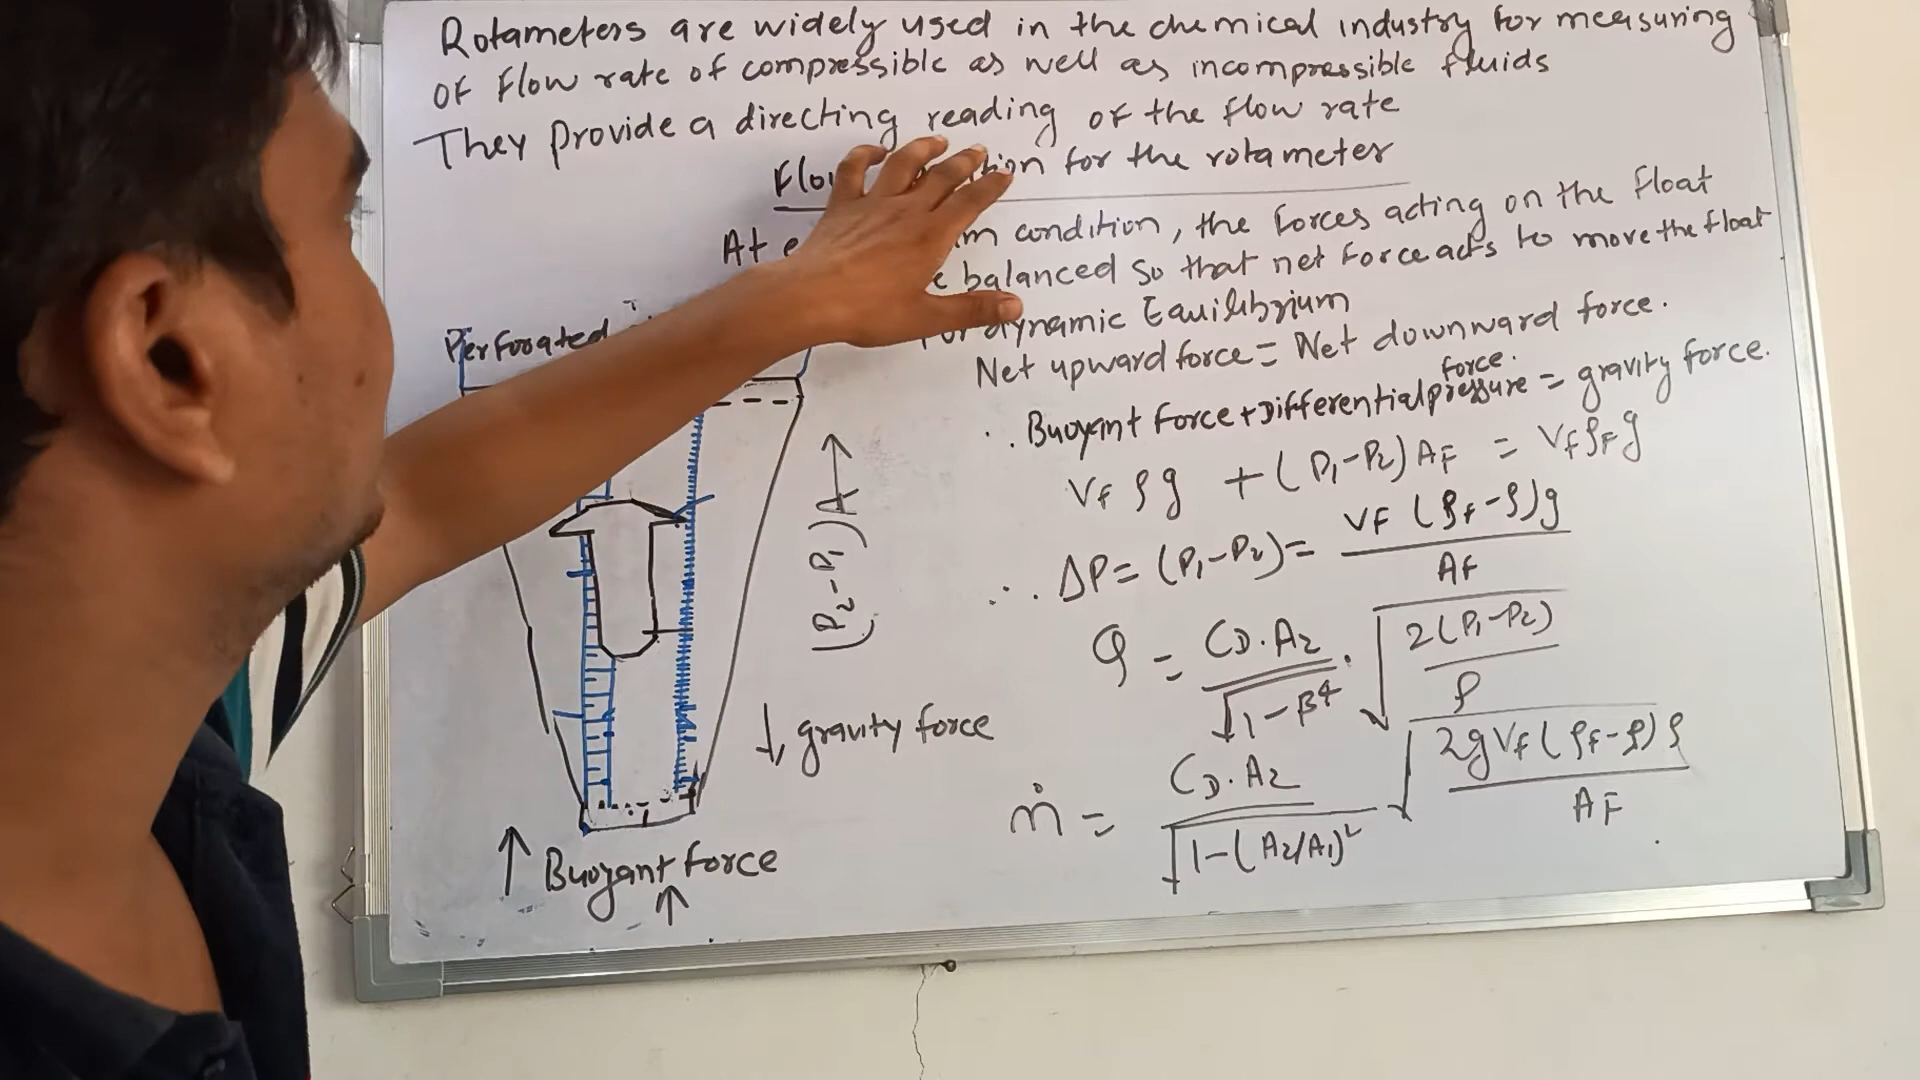 Rotameters are widely used in the chemical industry for measuring
of flow rate of compressible as well as incompressible fluids
They provide a directing reading of the flow rate
for the rotameter
At condition, the forces acting on the float
balanced so that net force acts to move the float
dynamic Equilibrium
Net upward force = Net downward force.
∴ Buoyant force + Differential pressure force = gravity force.
Vf ρg + (P₁-P₂) AF = VfρFg
∴ ΔP = (P₁-P₂) = VF (ρf-ρ)g / AF
Q = CD.A₂ / √1-β⁴ . √2(P₁-P₂) / ρ
ṁ = CD.A₂ / √1-(A₂/A₁)² √2gVf(ρf-ρ)ρ / AF
Perforated
(P₂-P₁)A →
↓ gravity force
↑ Buoyant force ↑